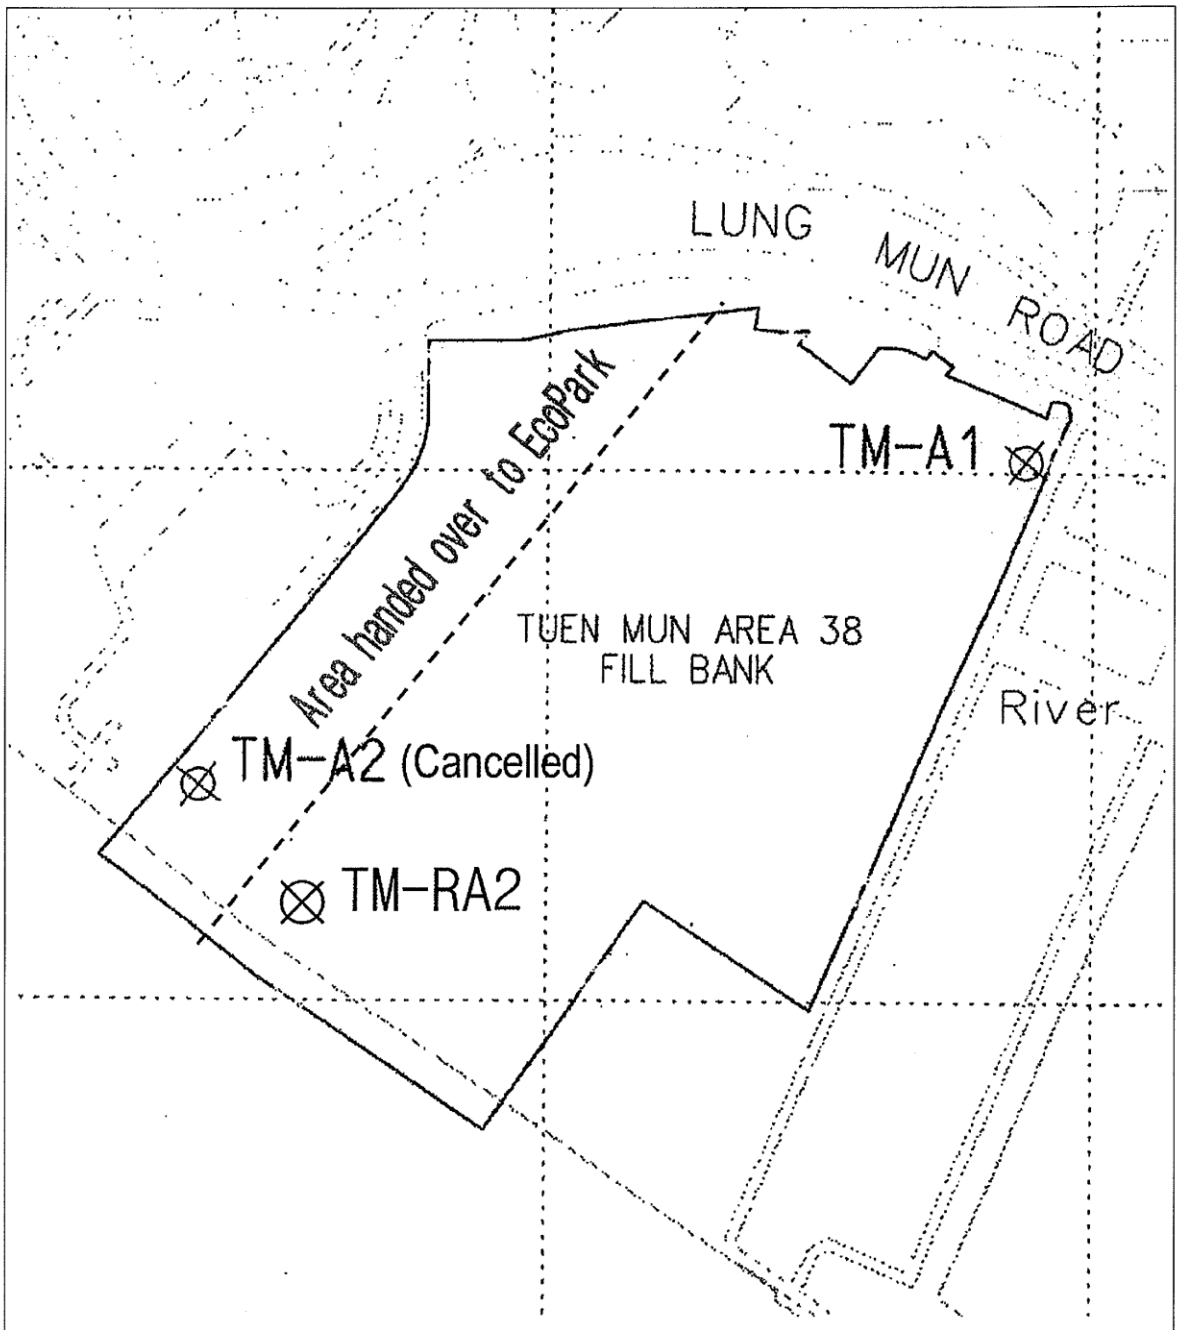 LUNG MUN ROAD
TM-A1
Area handed over to EcoPark
TUEN MUN AREA 38
FILL BANK
River
TM-A2 (Cancelled)
TM-RA2